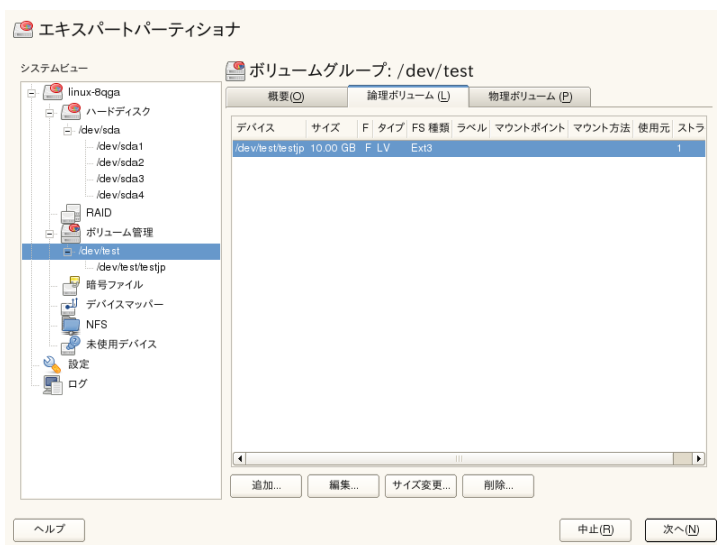 エキスパートパーティショナ
システムビュー
linux-8qga
ハードディスク
/dev/sda
/dev/sda1
/dev/sda2
/dev/sda3
/dev/sda4
RAID
ボリューム管理
/dev/test
/dev/test/testjp
暗号ファイル
デバイスマッパー
NFS
未使用デバイス
設定
ログ
ボリュームグループ: /dev/test
概要(O) 論理ボリューム (L) 物理ボリューム (P)
デバイス サイズ F タイプ FS 種類 ラベル マウントポイント マウント方法 使用元 ストラ
/dev/test/testjp 10.00 GB F LV Ext3 1
追加... 編集... サイズ変更... 削除...
ヘルプ 中止(R) 次へ(N)